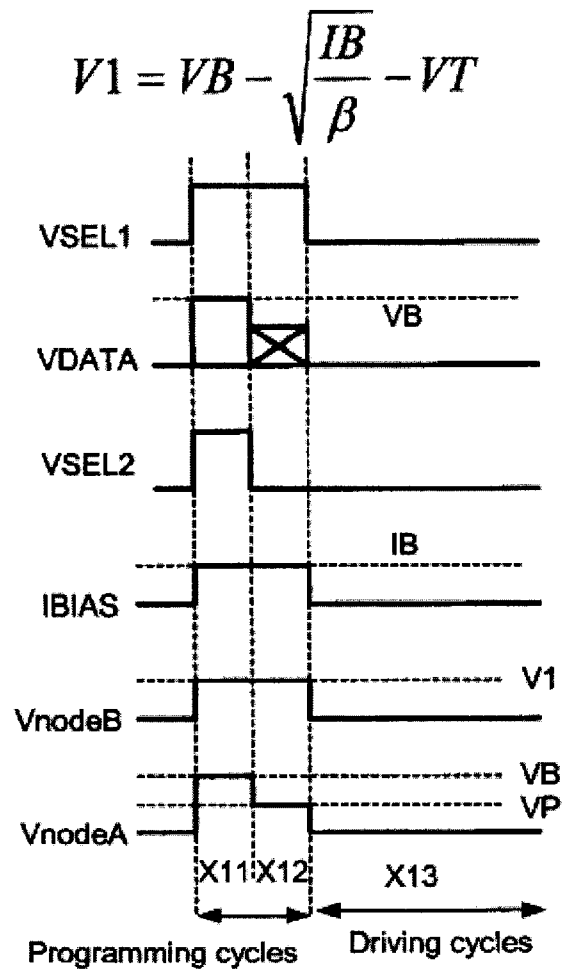 V1 = VB - √(IB/β) - VT
VSEL1
VB
VDATA
VSEL2
IB
IBIAS
V1
VnodeB
VB
VP
VnodeA
X11 X12 X13
Programming cycles Driving cycles